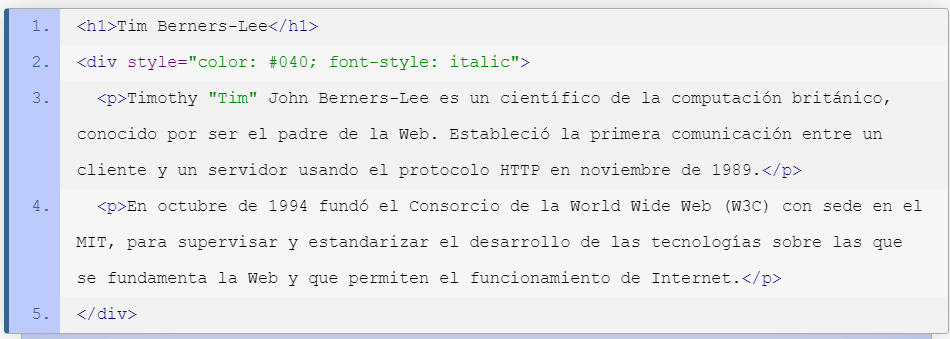 1. <h1>Tim Berners-Lee</h1>
2. <div style="color: #040; font-style: italic">
3. <p>Timothy "Tim" John Berners-Lee es un científico de la computación británico,
conocido por ser el padre de la Web. Estableció la primera comunicación entre un
cliente y un servidor usando el protocolo HTTP en noviembre de 1989.</p>
4. <p>En octubre de 1994 fundó el Consorcio de la World Wide Web (W3C) con sede en el
MIT, para supervisar y estandarizar el desarrollo de las tecnologías sobre las que
se fundamenta la Web y que permiten el funcionamiento de Internet.</p>
5. </div>